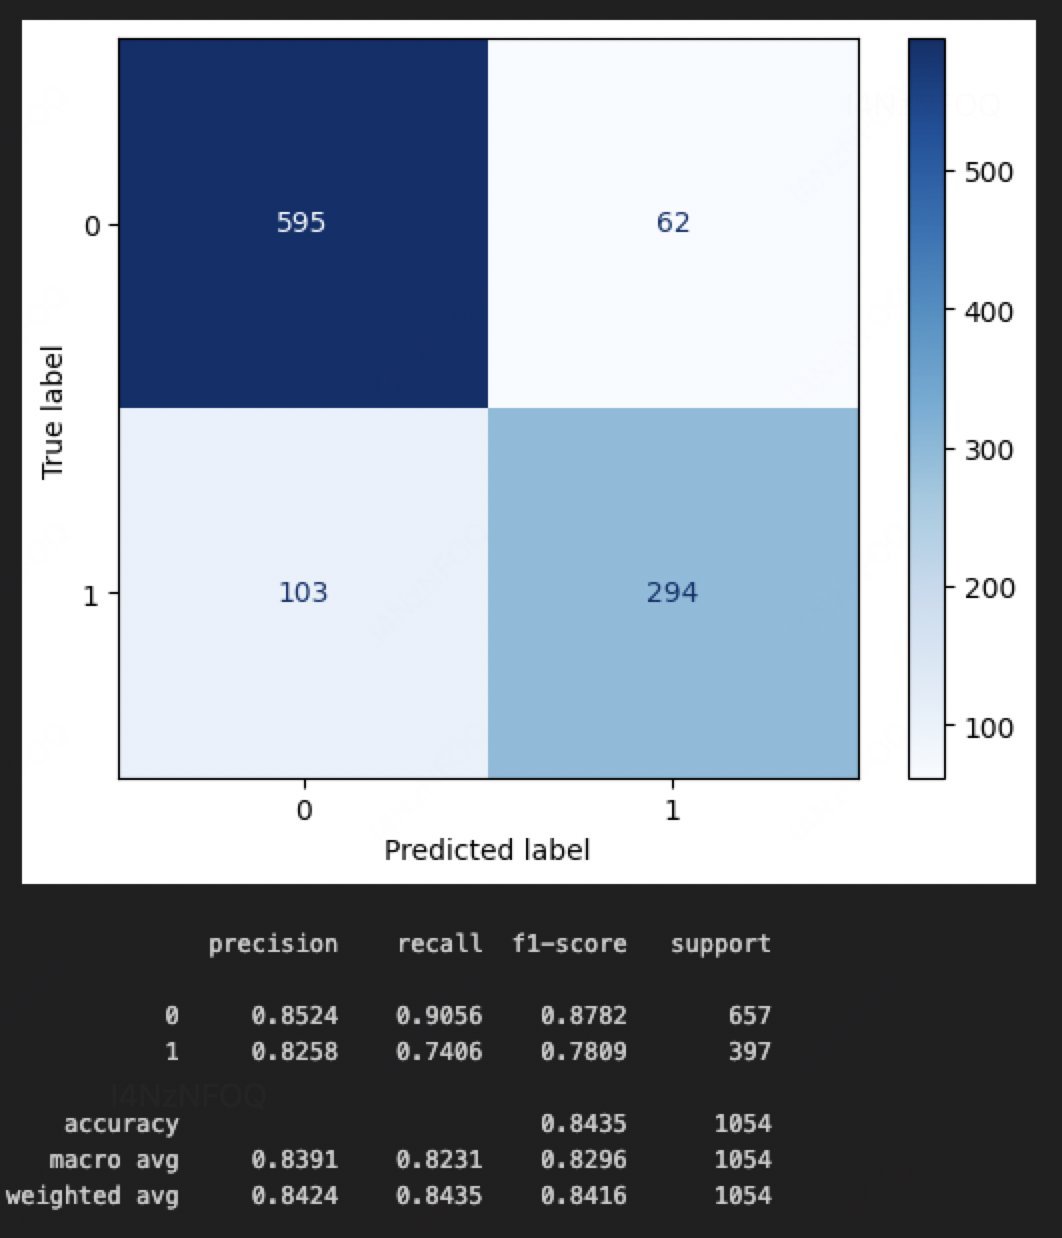 595 62
103 294
0
1
True label
0 1
Predicted label
500
400
300
200
100
precision recall f1-score support
0 0.8524 0.9056 0.8782 657
1 0.8258 0.7406 0.7809 397
I4NzNFOQ
accuracy 0.8435 1054
macro avg 0.8391 0.8231 0.8296 1054
weighted avg 0.8424 0.8435 0.8416 1054